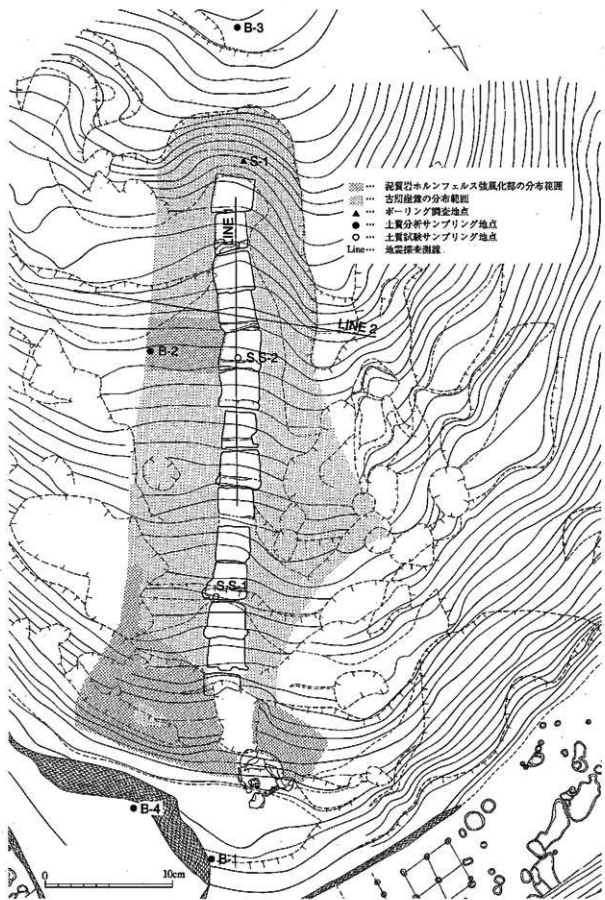 B-3
S-1
… 泥質岩ホルンフェルス強風化部の分布範囲
… 古期崖錐の分布範囲
▲ … ボーリング調査地点
● … 土質分析サンプリング地点
○ … 土質試験サンプリング地点
Line … 地震探査測線
LINE
LINE 2
B-2
S,S-2
S,S-1
B-4
B-1
0 10cm